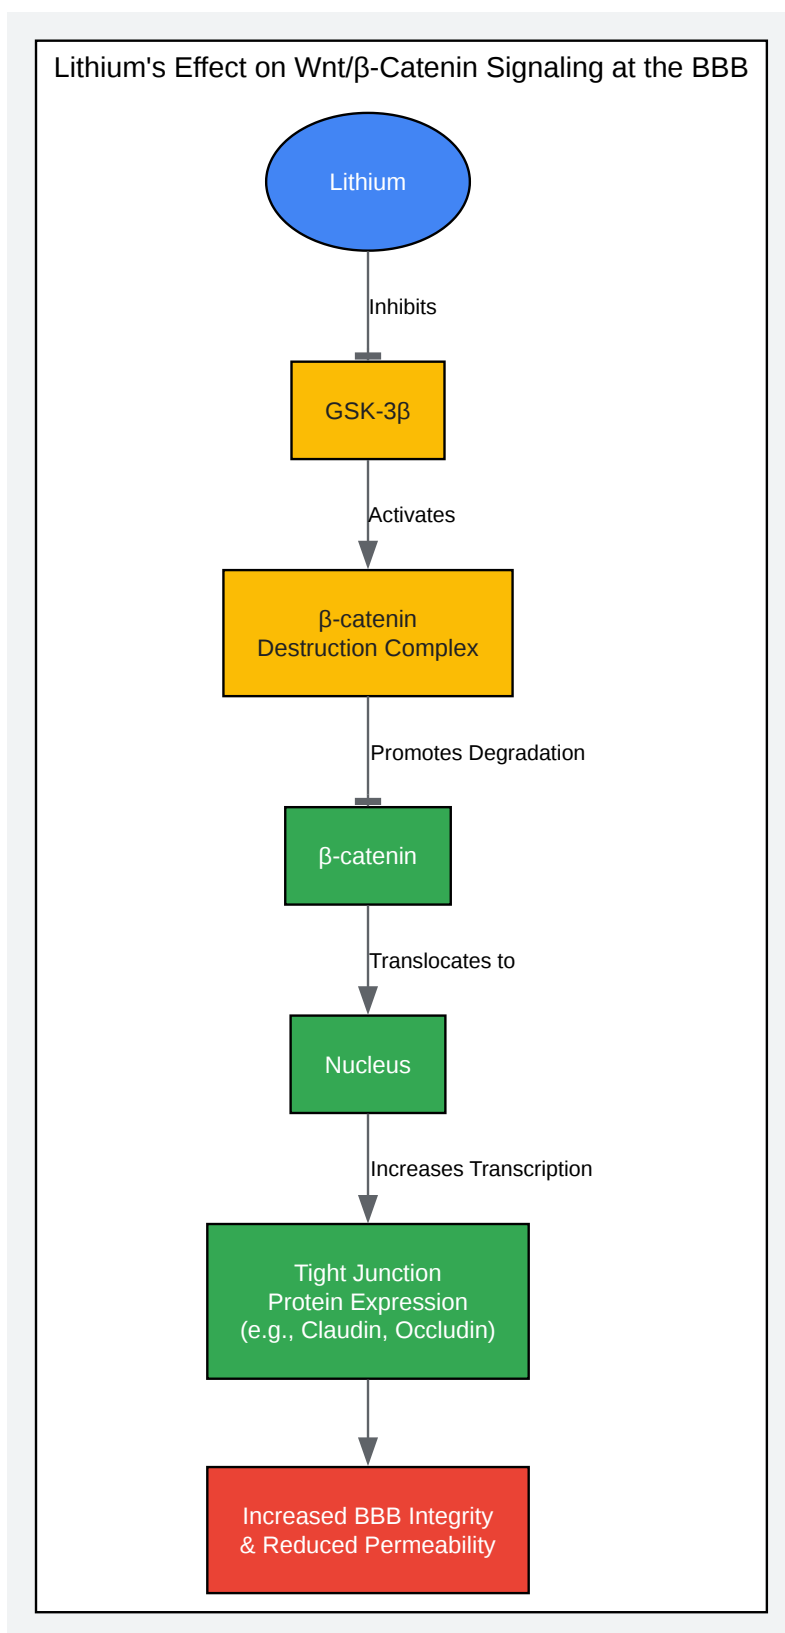 Lithium's Effect on Wnt/β-Catenin Signaling at the BBB
Lithium
Inhibits
GSK-3β
Activates
β-catenin
Destruction Complex
Promotes Degradation
β-catenin
Translocates to
Nucleus
Increases Transcription
Tight Junction
Protein Expression
(e.g., Claudin, Occludin)
Increased BBB Integrity
& Reduced Permeability